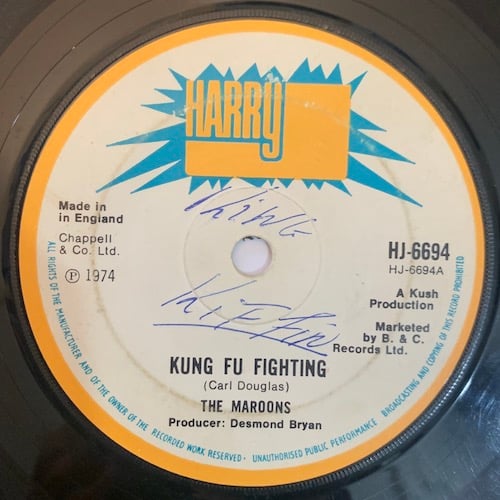 HARRY
KING
KIFFIN
Made in
in England
Chappell
& Co. Ltd.
℗ 1974
HJ-6694
HJ-6694A
A Kush
Production
Marketed
by B. & C.
Records Ltd.
KUNG FU FIGHTING
(Carl Douglas)
THE MAROONS
Producer: Desmond Bryan
ALL RIGHTS OF THE MANUFACTURER AND OF THE OWNER OF THE RECORDED WORK RESERVED · UNAUTHORISED PUBLIC PERFORMANCE BROADCASTING AND COPYING OF THIS RECORD PROHIBITED